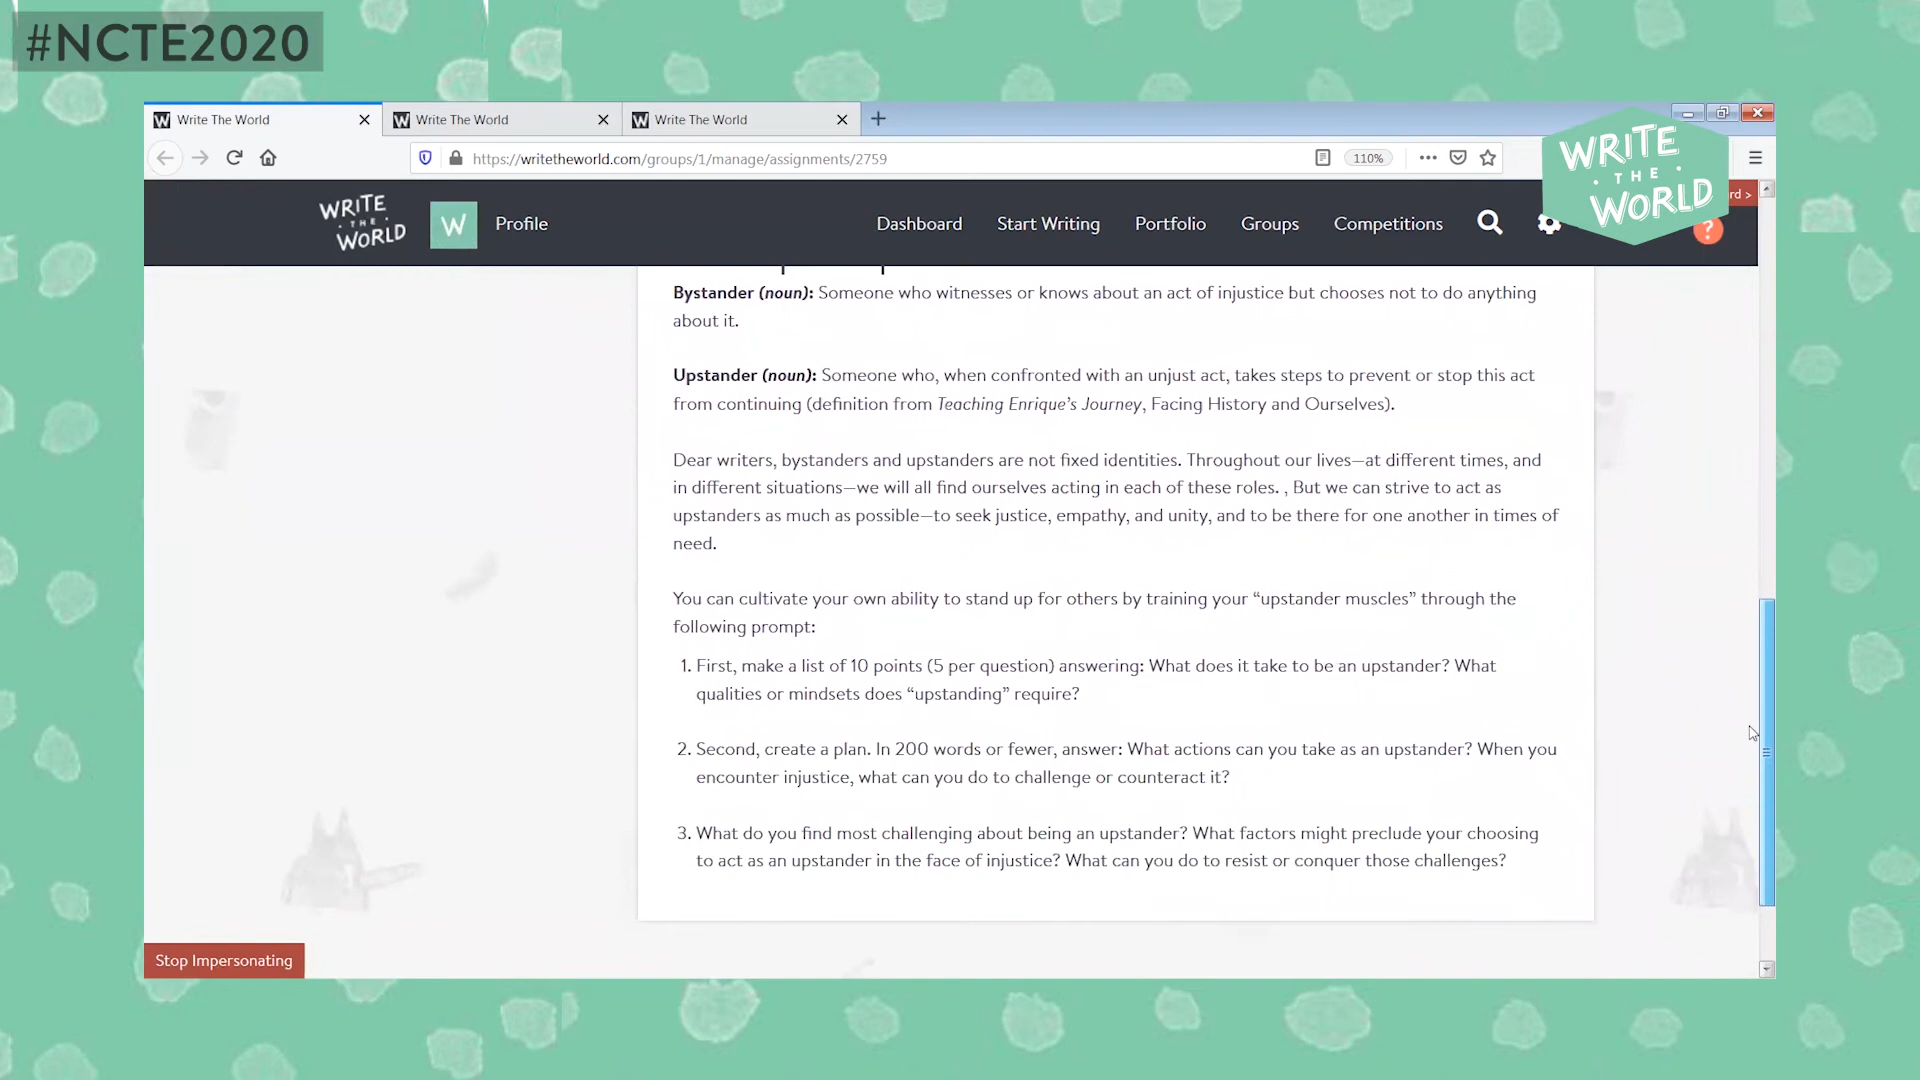 #NCTE2020
Write The World
Write The World
Write The World
https://writetheworld.com/groups/1/manage/assignments/2759
110%
WRITE
THE
WORLD
rd >
WRITE
THE
WORLD
W
Profile
Dashboard
Start Writing
Portfolio
Groups
Competitions
?
Bystander (noun): Someone who witnesses or knows about an act of injustice but chooses not to do anything
about it.
Upstander (noun): Someone who, when confronted with an unjust act, takes steps to prevent or stop this act
from continuing (definition from Teaching Enrique’s Journey, Facing History and Ourselves).
Dear writers, bystanders and upstanders are not fixed identities. Throughout our lives—at different times, and
in different situations—we will all find ourselves acting in each of these roles. , But we can strive to act as
upstanders as much as possible—to seek justice, empathy, and unity, and to be there for one another in times of
need.
You can cultivate your own ability to stand up for others by training your “upstander muscles” through the
following prompt:
1. First, make a list of 10 points (5 per question) answering: What does it take to be an upstander? What
qualities or mindsets does “upstanding” require?
2. Second, create a plan. In 200 words or fewer, answer: What actions can you take as an upstander? When you
encounter injustice, what can you do to challenge or counteract it?
3. What do you find most challenging about being an upstander? What factors might preclude your choosing
to act as an upstander in the face of injustice? What can you do to resist or conquer those challenges?
Stop Impersonating